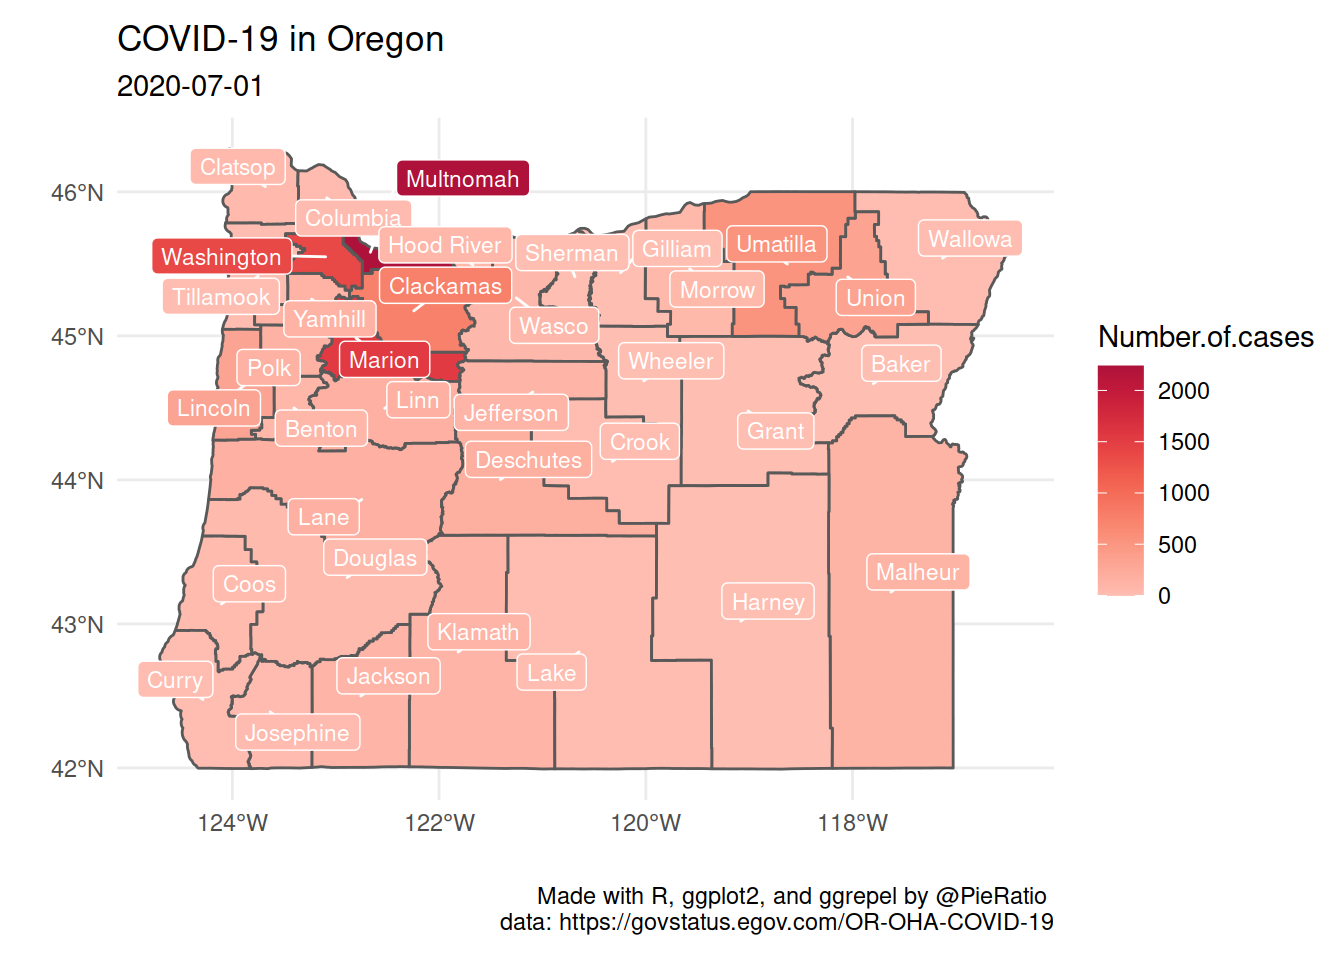 COVID-19 in Oregon
2020-07-01
46°N
45°N
44°N
43°N
42°N
Clatsop
Multnomah
Columbia
Washington
Hood River
Sherman
Gilliam
Umatilla
Wallowa
Tillamook
Clackamas
Morrow
Union
Yamhill
Wasco
Polk
Marion
Wheeler
Baker
Lincoln
Linn
Jefferson
Benton
Crook
Grant
Deschutes
Lane
Douglas
Coos
Malheur
Harney
Klamath
Curry
Jackson
Lake
Josephine
124°W 122°W 120°W 118°W
Number.of.cases
2000
1500
1000
500
0
Made with R, ggplot2, and ggrepel by @PieRatio
data: https://govstatus.egov.com/OR-OHA-COVID-19